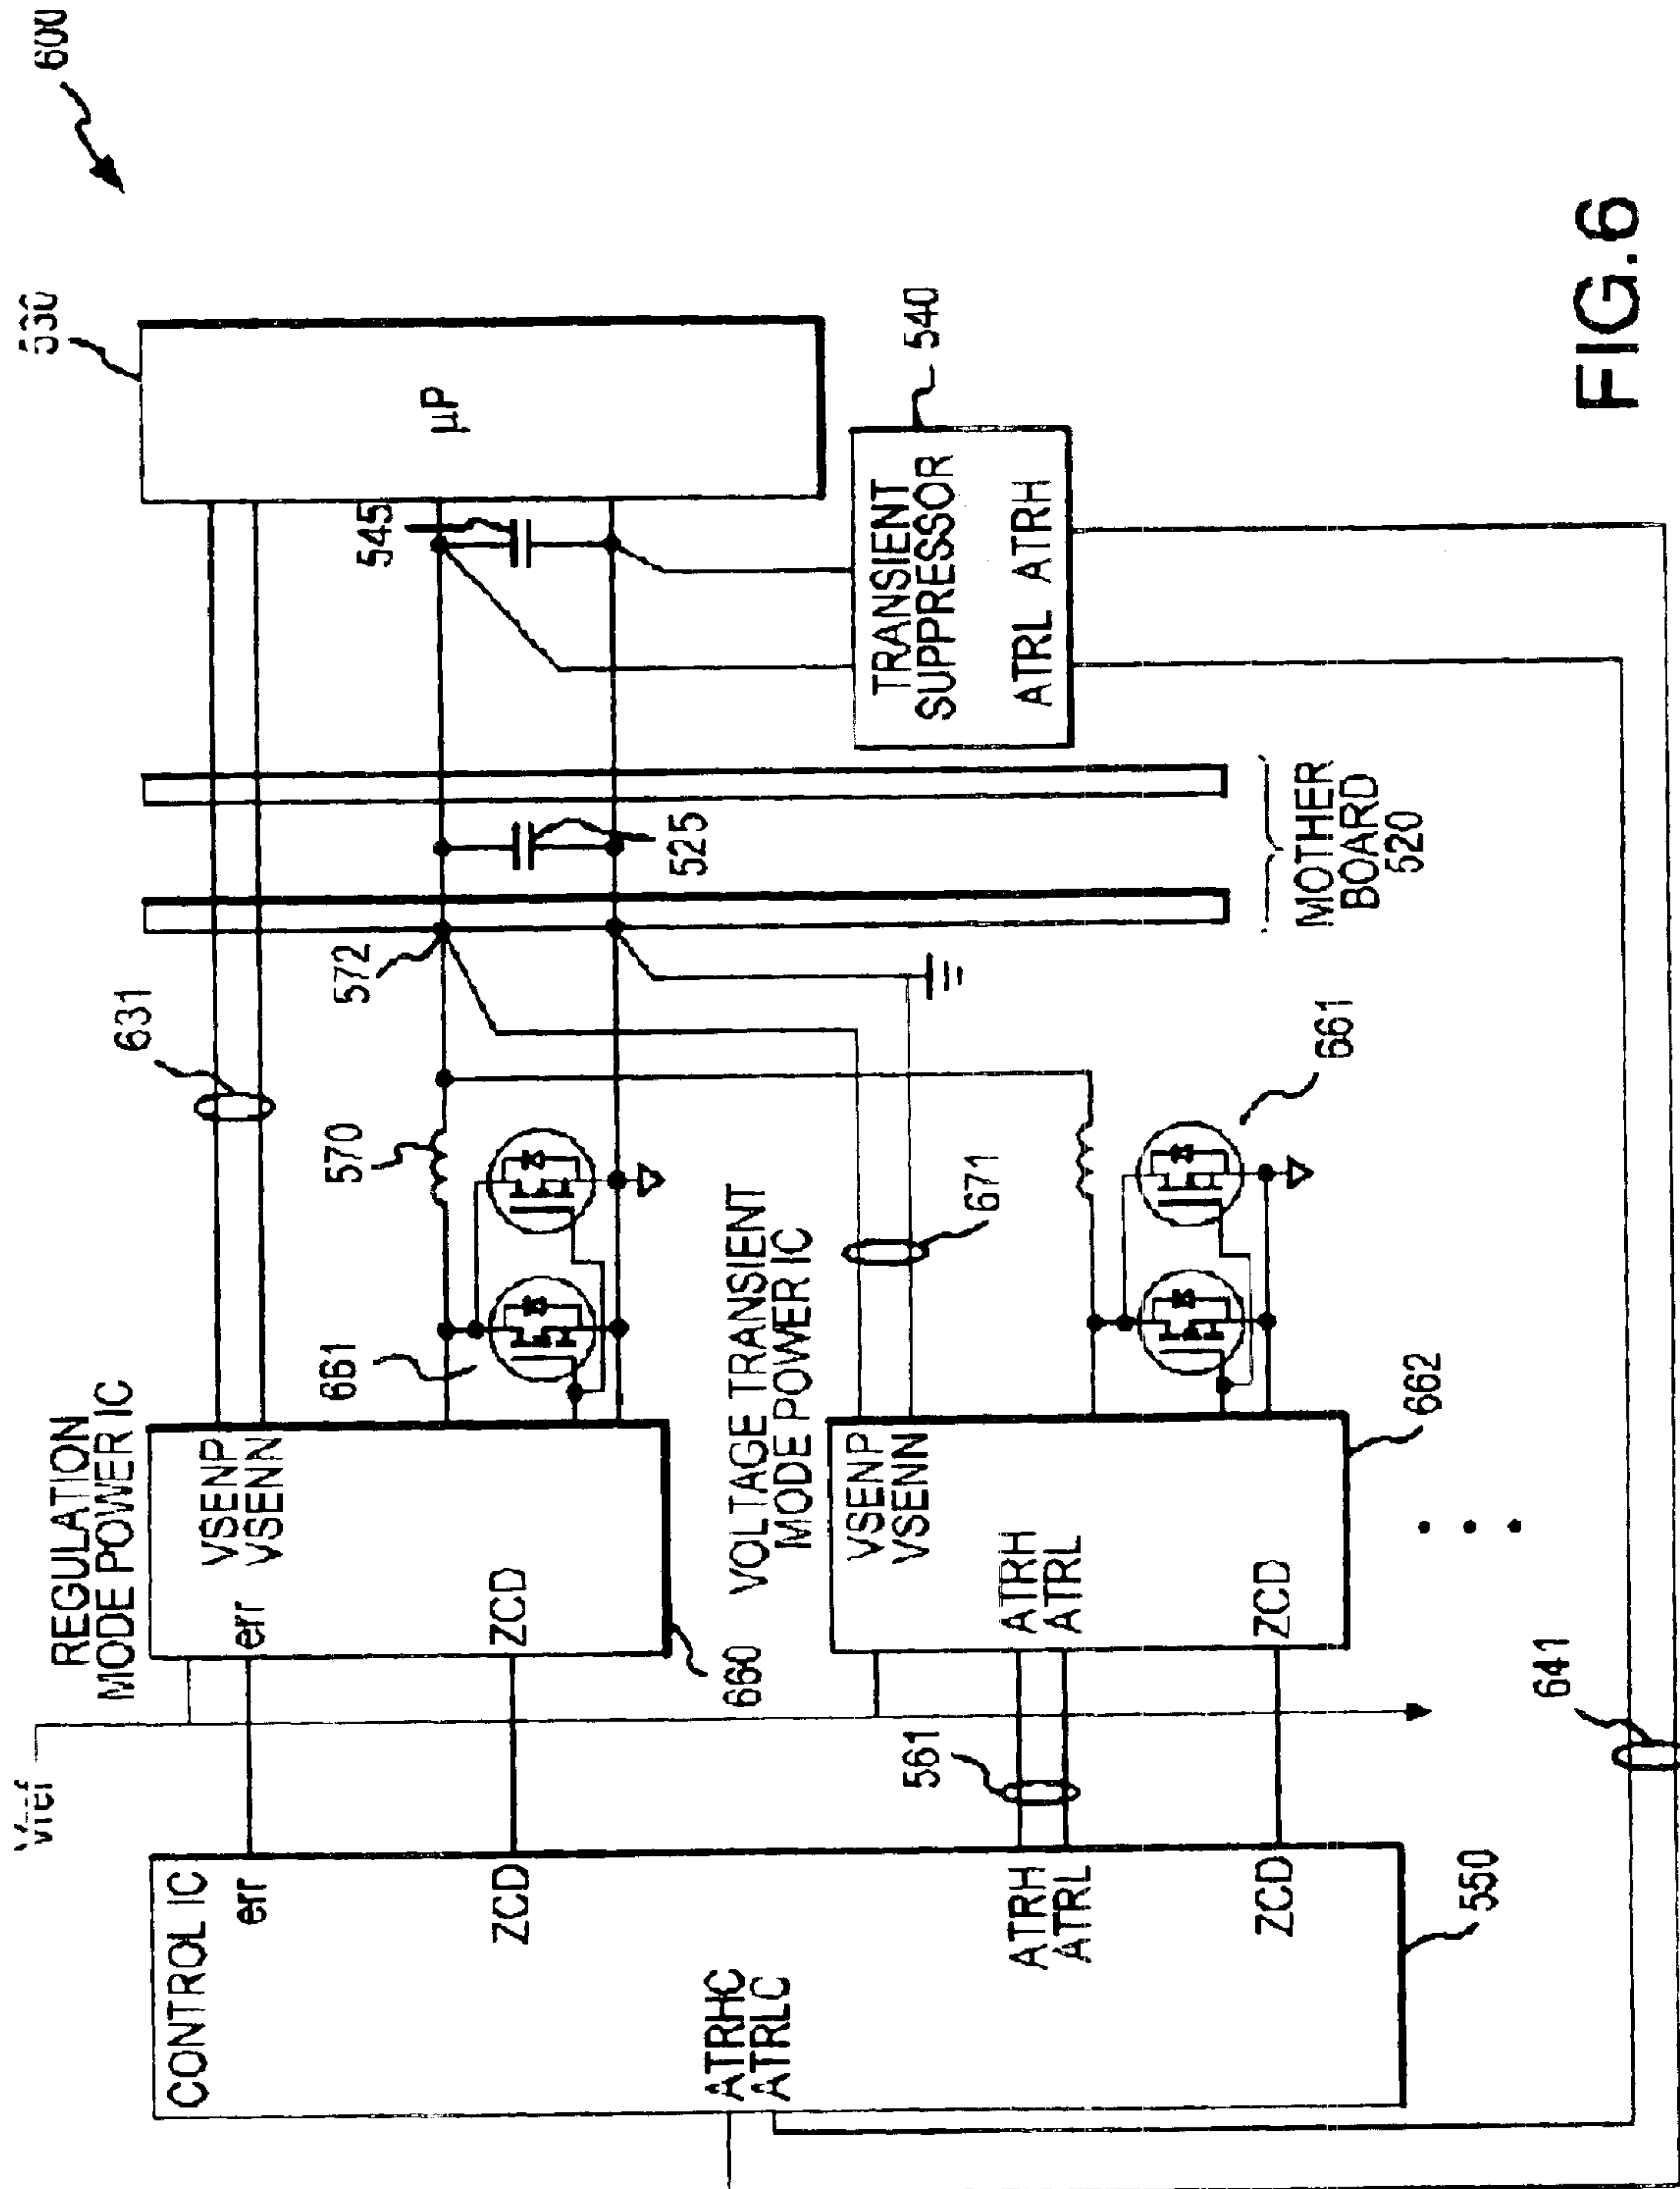 600
Vref
REGULATION
MODE POWER IC
631
530
CONTROL IC
err
err
VSENP
VSENN
ZCD
ZCD
660
661
570
572
545
µP
525
ATRHC
ATRLC
VOLTAGE TRANSIENT
MODE POWER IC
671
VSENP
VSENN
561
ATRH
ATRL
ATRH
ATRL
ZCD
ZCD
550
662
661
MOTHER
BOARD
520
TRANSIENT
SUPPRESSOR
ATRL ATRH
540
641
FIG.6